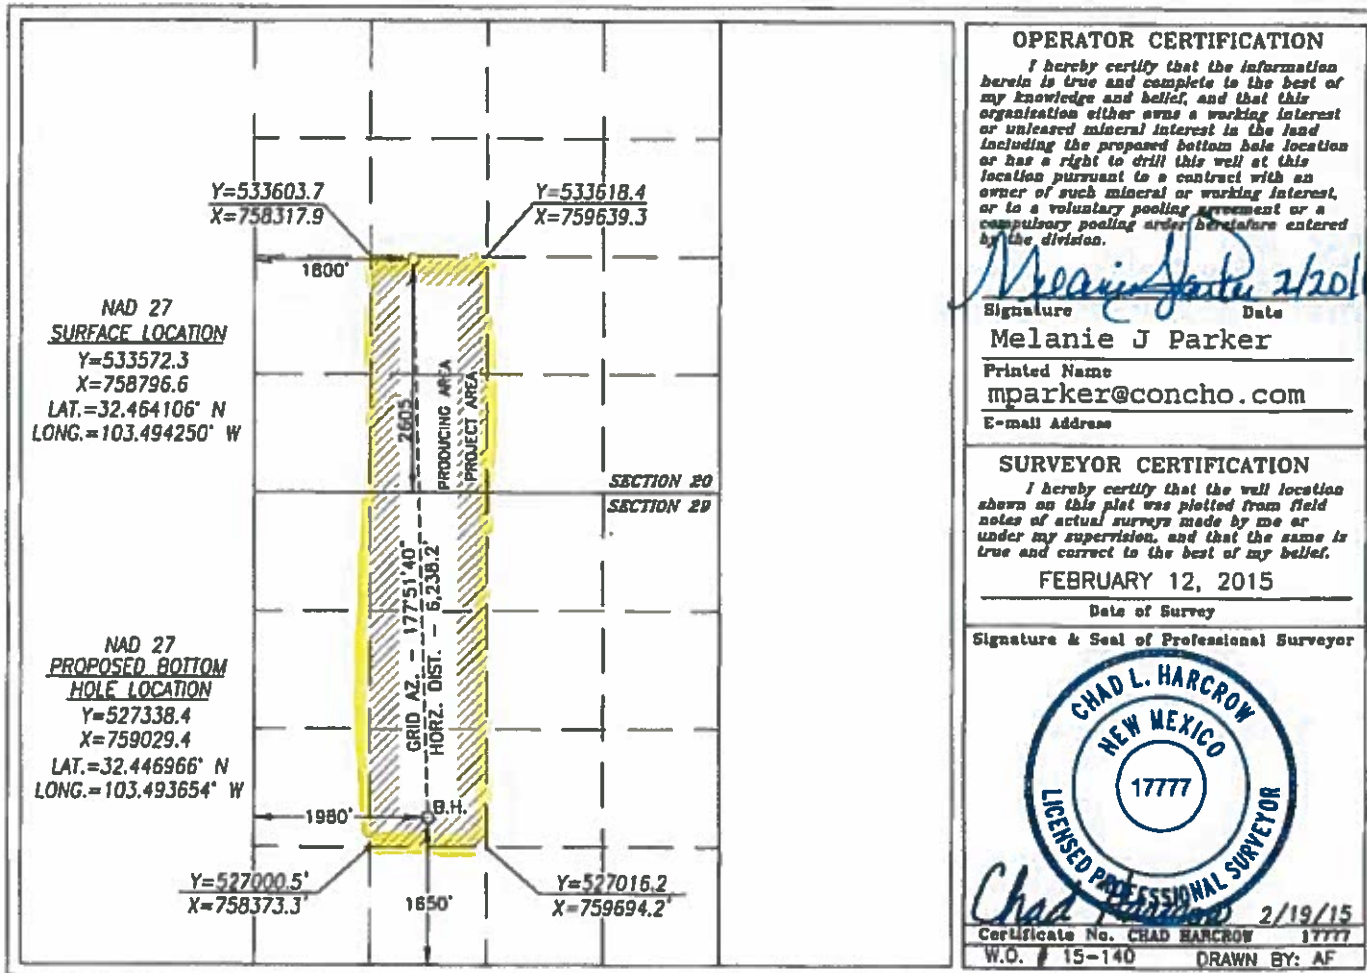 Y=533603.7
X=758317.9
Y=533618.4
X=759639.3
1800'
NAD 27
SURFACE LOCATION
Y=533572.3
X=758796.6
LAT.=32.464106° N
LONG.=103.494250° W
2605'
PRODUCING AREA
PROJECT AREA
SECTION 20
SECTION 29
GRID AZ. - 177°51'40"
HORZ. DIST. - 6,238.2'
NAD 27
PROPOSED BOTTOM
HOLE LOCATION
Y=527338.4
X=759029.4
LAT.=32.446966° N
LONG.=103.493654° W
1980'
B.H.
Y=527000.5'
X=758373.3'
1650'
Y=527016.2
X=759694.2'
OPERATOR CERTIFICATION
I hereby certify that the information
herein is true and complete to the best of
my knowledge and belief, and that this
organization either owns a working interest
or unleased mineral interest in the land
including the proposed bottom hole location
or has a right to drill this well at this
location pursuant to a contract with an
owner of such mineral or working interest,
or to a voluntary pooling agreement or a
compulsory pooling order heretofore entered
by the division.
Melanie Parker 2/20/1
Signature Date
Melanie J Parker
Printed Name
mparker@concho.com
E-mail Address
SURVEYOR CERTIFICATION
I hereby certify that the well location
shown on this plat was plotted from field
notes of actual surveys made by me or
under my supervision, and that the same is
true and correct to the best of my belief.
FEBRUARY 12, 2015
Date of Survey
Signature & Seal of Professional Surveyor
CHAD L. HARCROW
NEW MEXICO
17777
LICENSED PROFESSIONAL SURVEYOR
Chad Harcrow 2/19/15
Certificate No. CHAD HARCROW 17777
W.O. # 15-140 DRAWN BY: AF